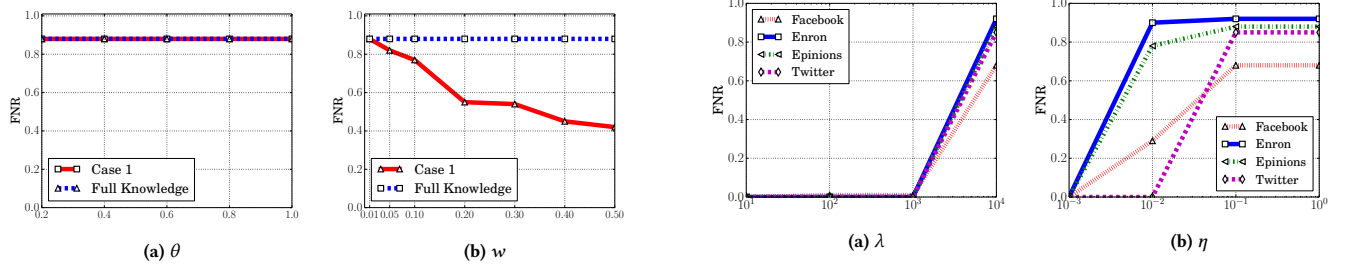 FNR
1.0
0.8
0.6
0.4
0.2
0.0
Case 1
Full Knowledge
0.2 0.4 0.6 0.8 1.0
(a) θ
FNR
1.0
0.8
0.6
0.4
0.2
0.0
Case 1
Full Knowledge
0.01 0.05 0.10 0.20 0.30 0.40 0.50
(b) w
FNR
1.0
0.8
0.6
0.4
0.2
0.0
Facebook
Enron
Epinions
Twitter
10¹ 10² 10³ 10⁴
(a) λ
FNR
1.0
0.8
0.6
0.4
0.2
0.0
Facebook
Enron
Epinions
Twitter
10⁻³ 10⁻² 10⁻¹ 10⁰
(b) η